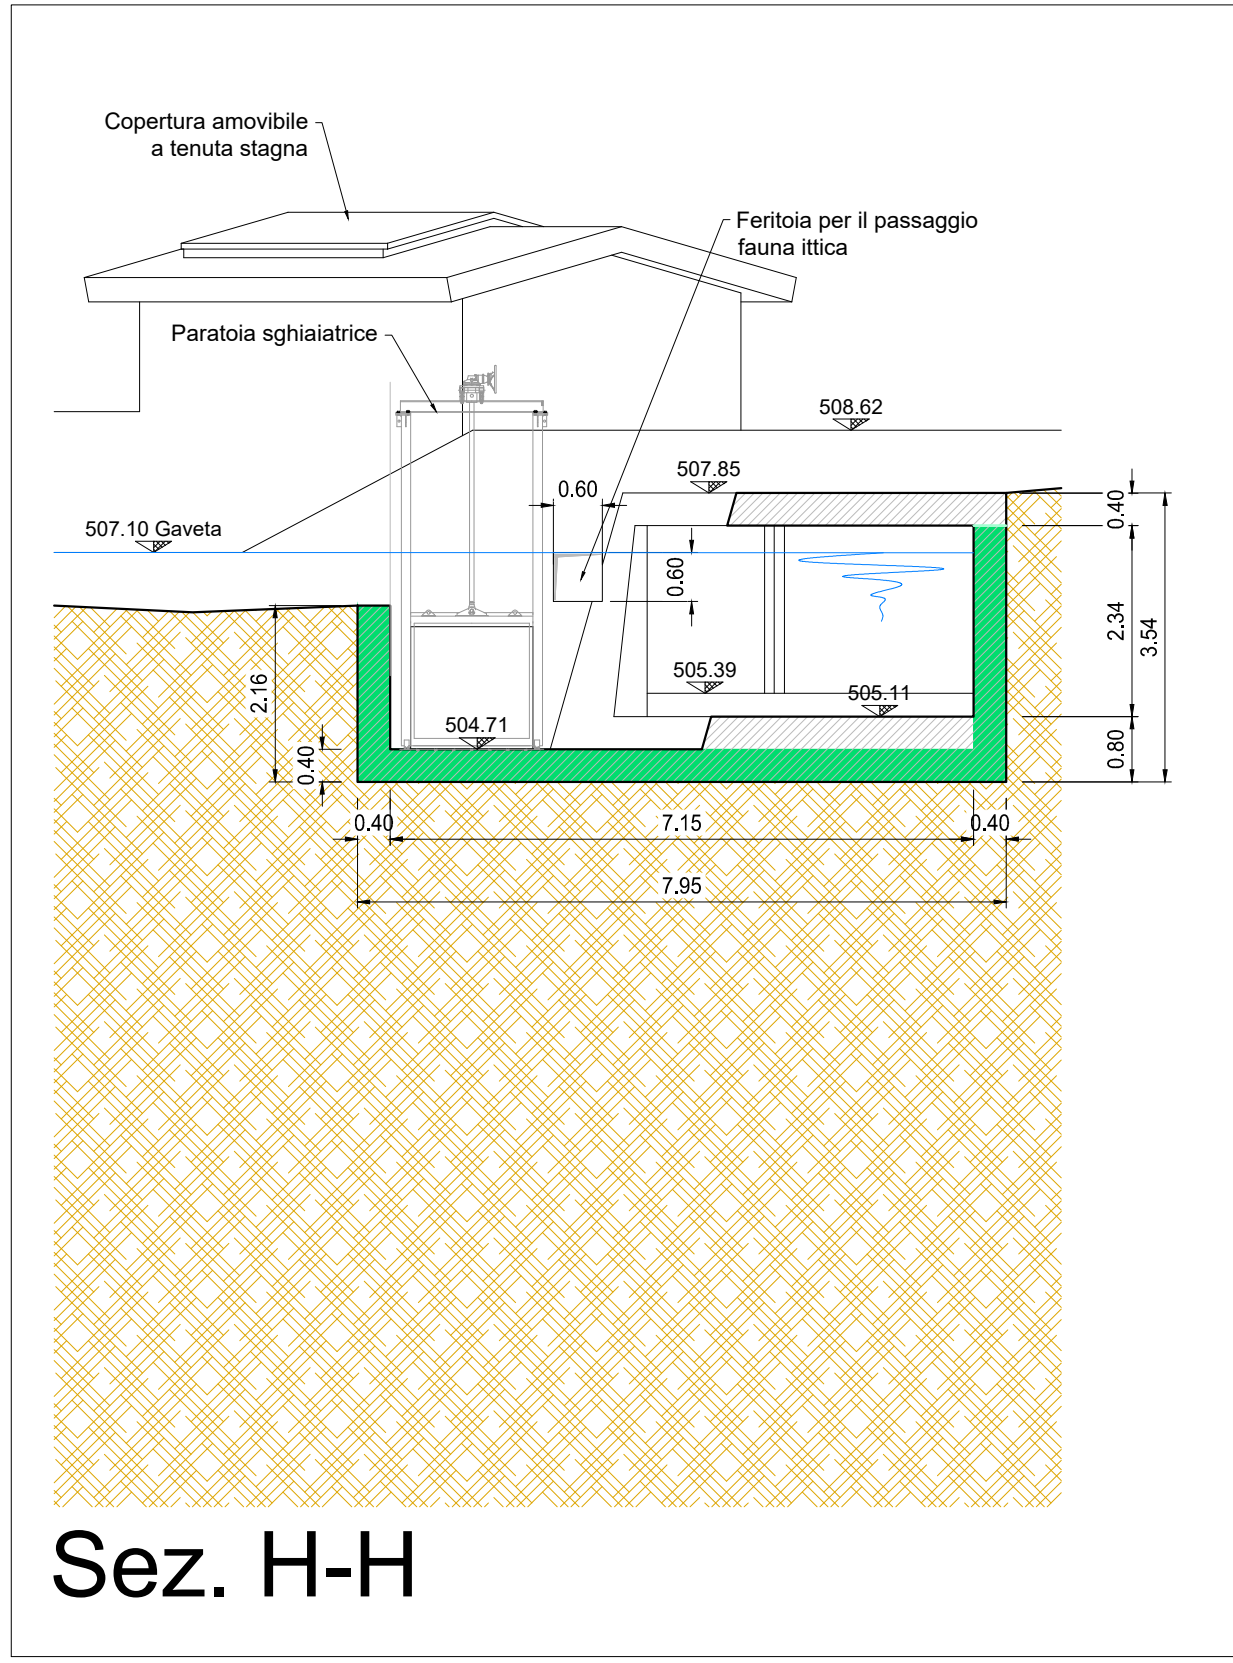 Copertura amovibile
a tenuta stagna
Feritoia per il passaggio
fauna ittica
Paratoia sghiaiatrice
508.62
507.85
0.60
0.40
507.10 Gaveta
0.60
2.34
3.54
2.16
505.39
505.11
504.71
0.40
0.80
0.40
7.15
0.40
7.95
Sez. H-H